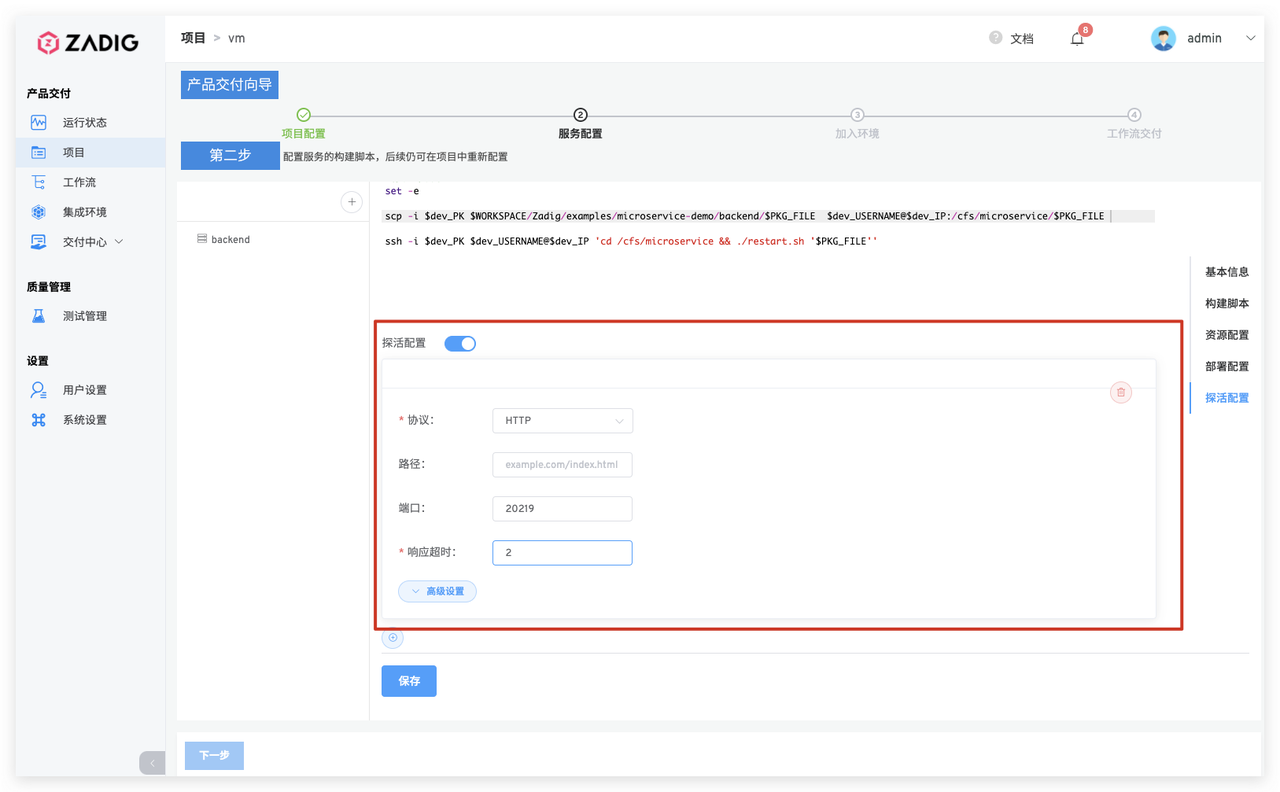 ZADIG
项目 > vm
文档
8
admin
产品交付
运行状态
项目
工作流
集成环境
交付中心
质量管理
测试管理
设置
用户设置
系统设置
产品交付向导
2
3
4
项目配置
服务配置
加入环境
工作流交付
第二步
配置服务的构建脚本，后续仍可在项目中重新配置
backend
set -e
scp -i $dev_PK $WORKSPACE/Zadig/examples/microservice-demo/backend/$PKG_FILE  $dev_USERNAME@$dev_IP:/cfs/microservice/$PKG_FILE
ssh -i $dev_PK $dev_USERNAME@$dev_IP 'cd /cfs/microservice && ./restart.sh '$PKG_FILE''
基本信息
构建脚本
资源配置
部署配置
探活配置
探活配置
* 协议：
HTTP
路径：
example.com/index.html
端口：
20219
* 响应超时：
2
高级设置
保存
下一步